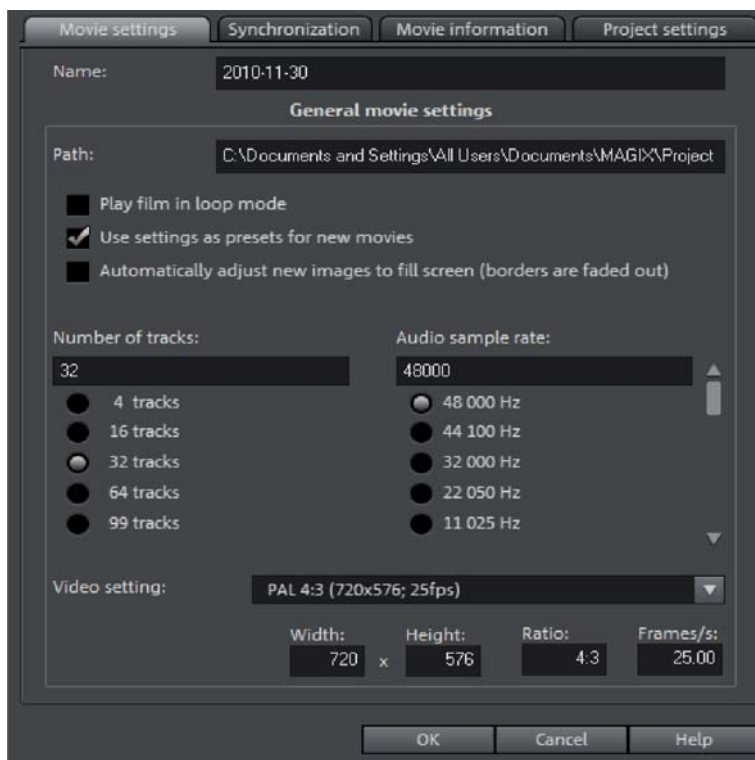 Movie settings Synchronization Movie information Project settings
Name: 2010-11-30
General movie settings
Path: C:\Documents and Settings\All Users\Documents\MAGIX\Project
Play film in loop mode
Use settings as presets for new movies
Automatically adjust new images to fill screen (borders are faded out)
Number of tracks: Audio sample rate:
32 48000
4 tracks 48 000 Hz
16 tracks 44 100 Hz
32 tracks 32 000 Hz
64 tracks 22 050 Hz
99 tracks 11 025 Hz
Video setting: PAL 4:3 (720x576; 25fps)
Width: Height: Ratio: Frames/s:
720 x 576 4:3 25.00
OK Cancel Help